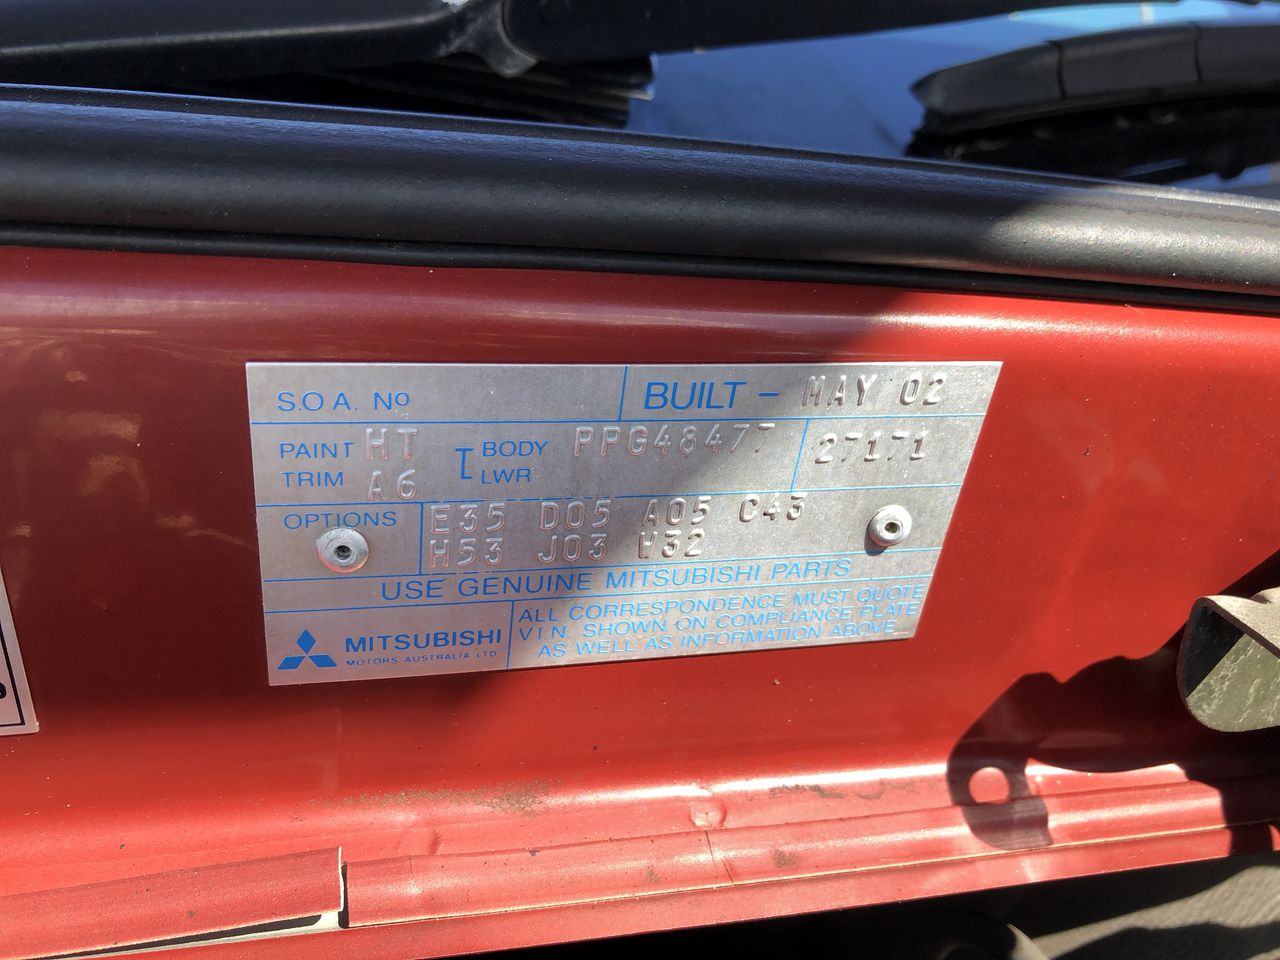 S.O.A. No
BUILT - MAY 02
PAINT HT
TRIM A6
BODY PPG48477 27171
LWR
OPTIONS E35 D05 A05 C43
H53 J03 W32
USE GENUINE MITSUBISHI PARTS
MITSUBISHI
MOTORS AUSTRALIA LTD
ALL CORRESPONDENCE MUST QUOTE
V.I.N. SHOWN ON COMPLIANCE PLATE
AS WELL AS INFORMATION ABOVE